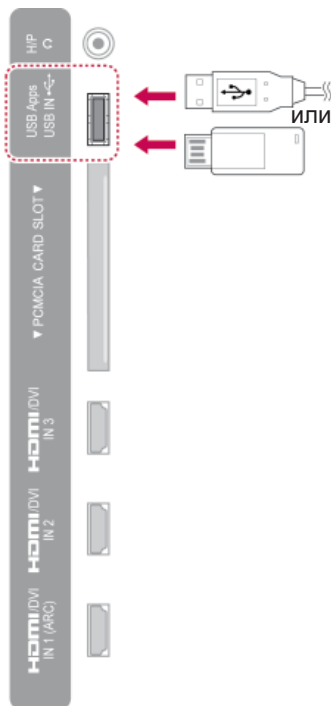 H/P
USB Apps
USB IN
или
▼PCMCIA CARD SLOT▼
HDMI/DVI
IN 3
HDMI/DVI
IN 2
HDMI/DVI
IN 1 (ARC)